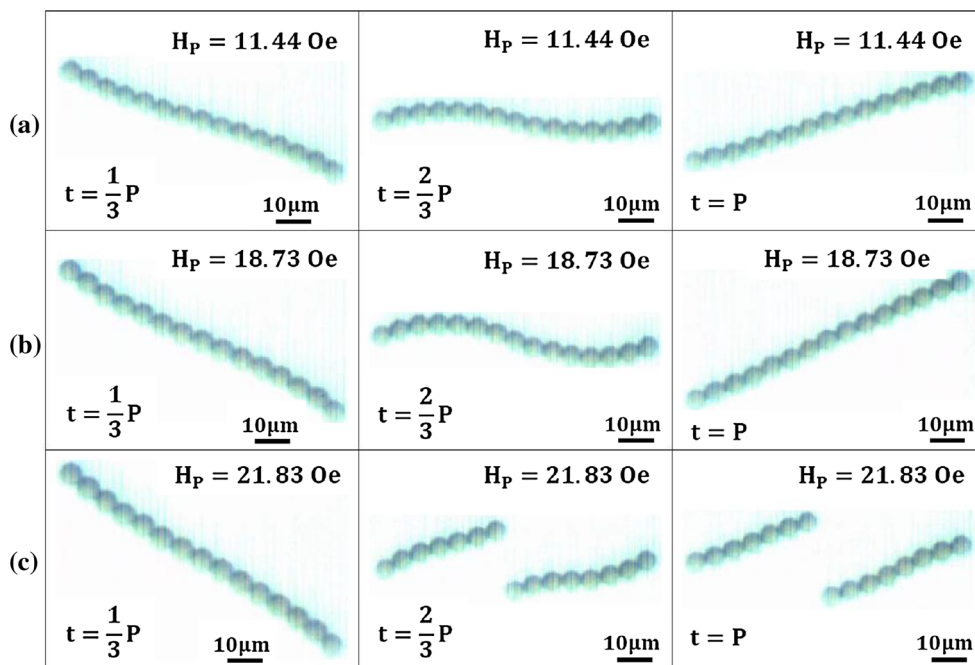 (a)
H_P = 11.44 Oe
t = 1/3 P
10μm
H_P = 11.44 Oe
t = 2/3 P
10μm
H_P = 11.44 Oe
t = P
10μm
(b)
H_P = 18.73 Oe
t = 1/3 P
10μm
H_P = 18.73 Oe
t = 2/3 P
10μm
H_P = 18.73 Oe
t = P
10μm
(c)
H_P = 21.83 Oe
t = 1/3 P
10μm
H_P = 21.83 Oe
t = 2/3 P
10μm
H_P = 21.83 Oe
t = P
10μm